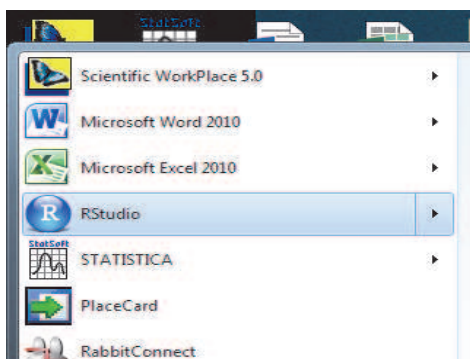 StatSoft
Scientific WorkPlace 5.0
Microsoft Word 2010
Microsoft Excel 2010
R RStudio
StatSoft
STATISTICA
PlaceCard
RabbitConnect